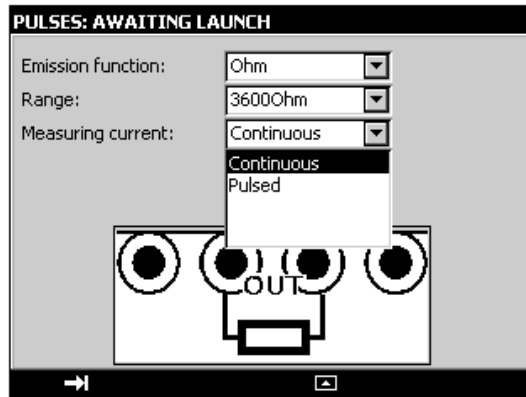 PULSES: AWAITING LAUNCH
Emission function: Ohm
Range: 3600Ohm
Measuring current: Continuous
Continuous
Pulsed
OUT